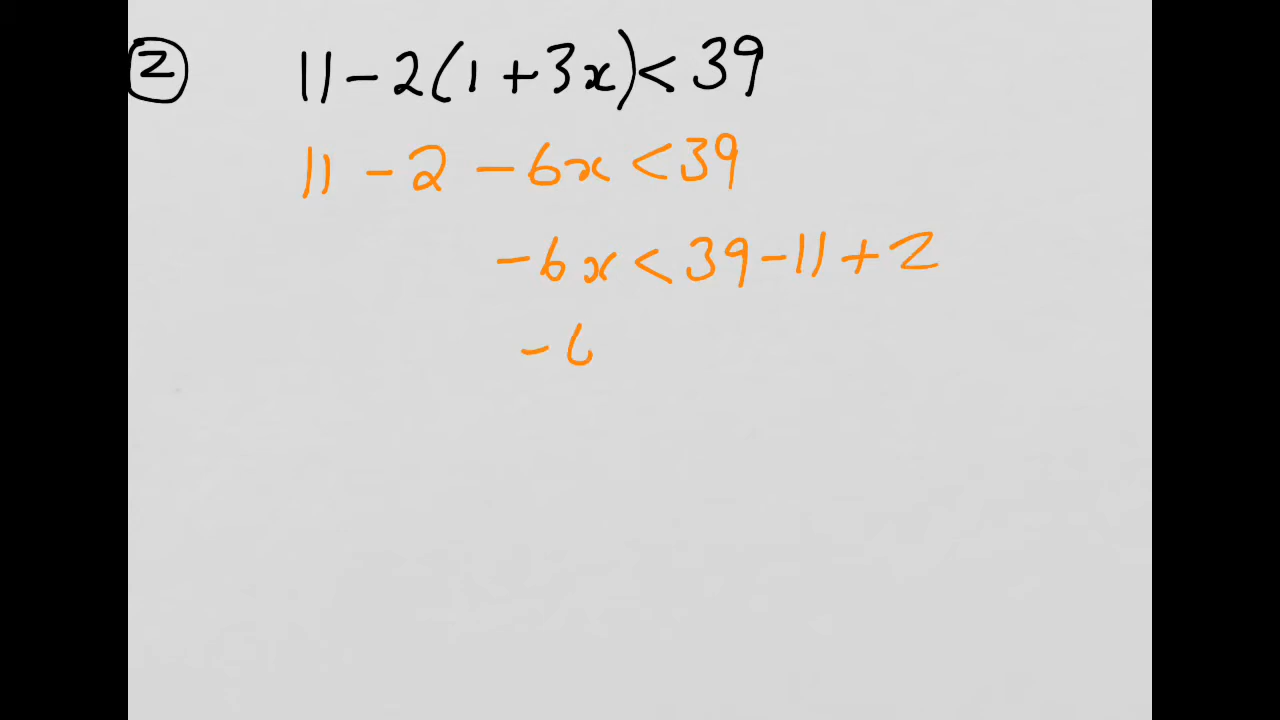 ② 11 - 2(1 + 3x) < 39
11 - 2 - 6x < 39
- 6x < 39 - 11 + 2
- 6